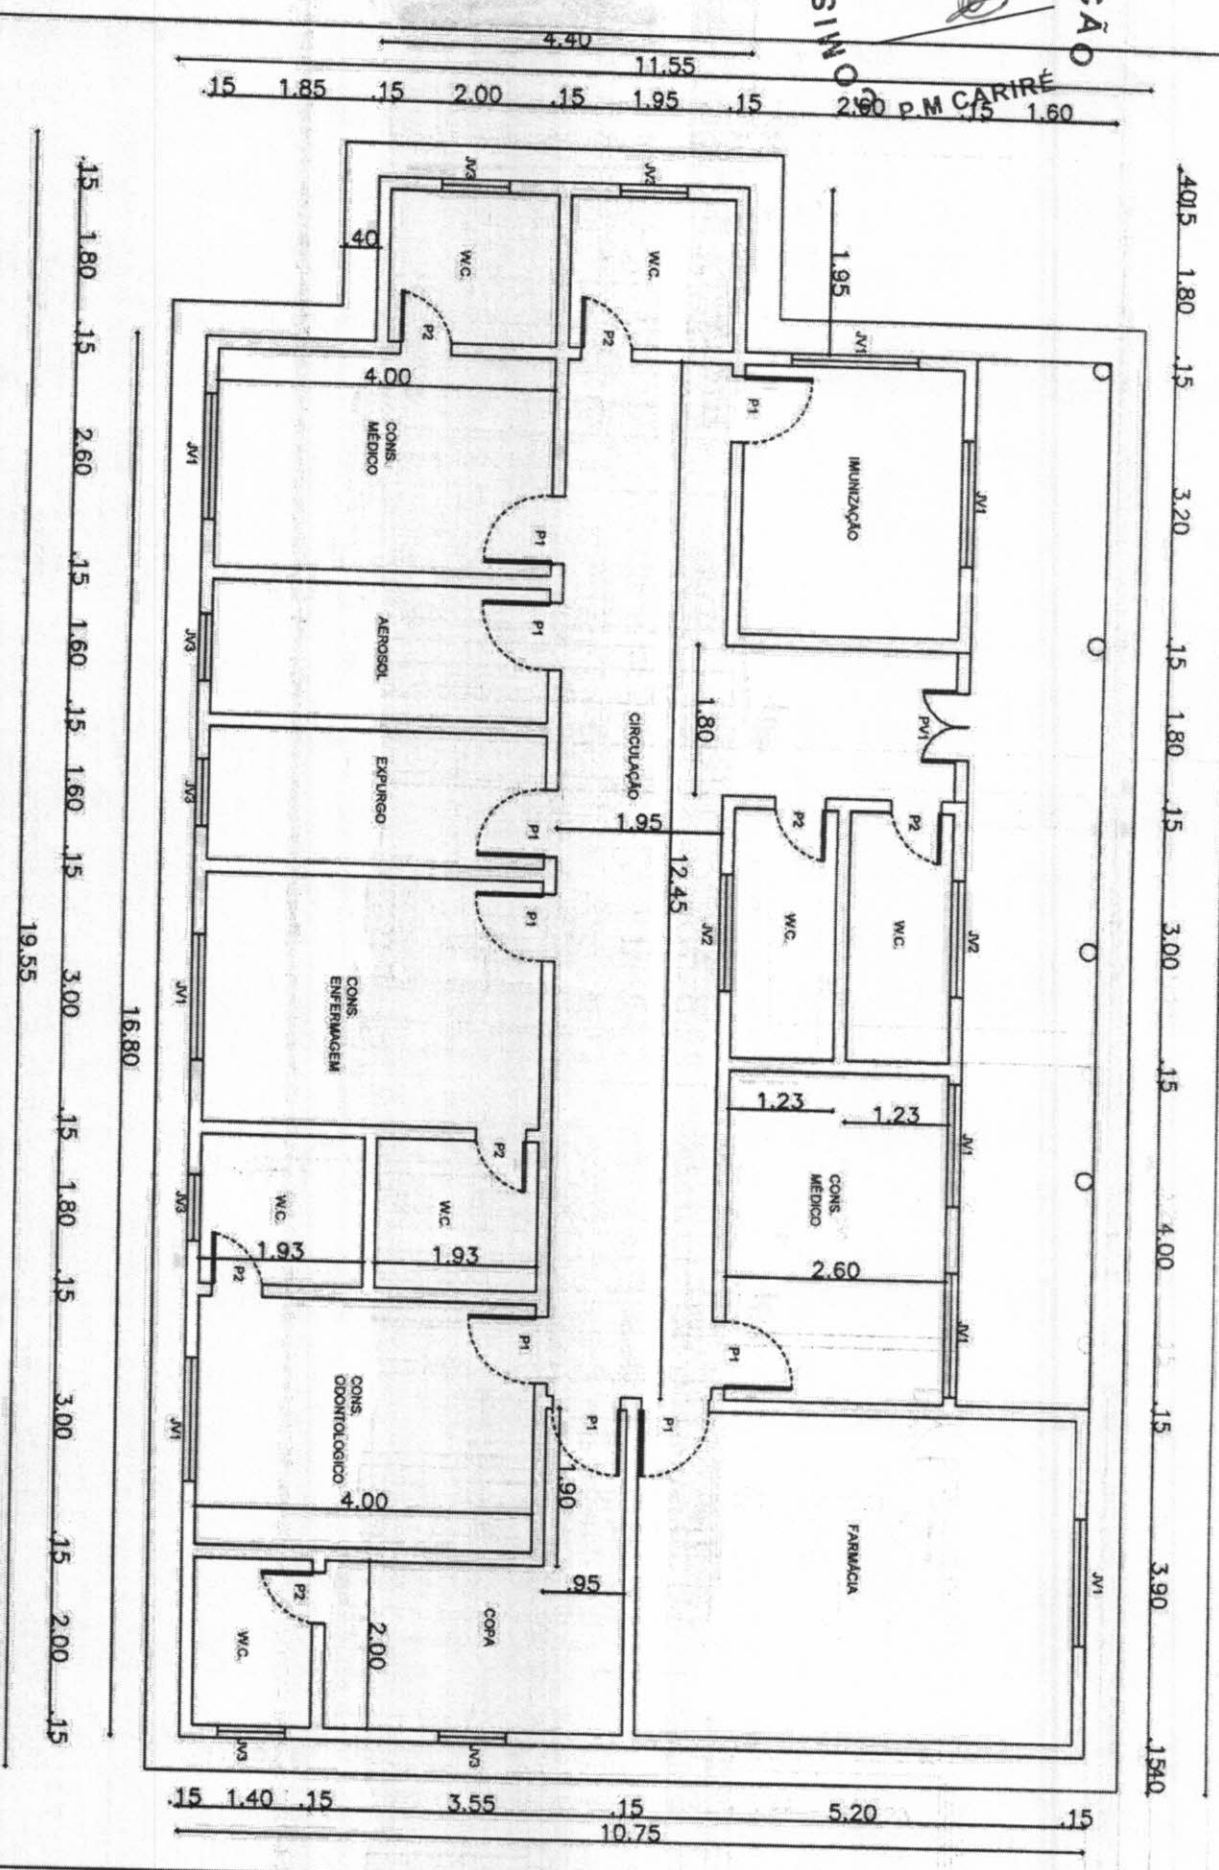 ÇÃO
SIMO
P.M CARIRÉ
4.40
11.55
.15 1.85 .15 2.00 .15 1.95 .15 2.60 .15 1.60
.40 .15 1.80 .15 3.20 .15 1.80 .15 3.00 .15 4.00 .15 3.90 .15 40
.15 1.80 .15 2.60 .15 1.60 .15 1.60 .15 3.00 .15 1.80 .15 3.00 .15 2.00 .15
16.80
19.55
JV3
JV3
W.C.
W.C.
.40
1.95
P2
P2
JV1
4.00
CONS.
MÉDICO
JV1
P1
P1
IMUNIZAÇÃO
JV1
AEROSOL
JV3
P1
1.80
PV1
CIRCULAÇÃO
EXPURGO
JV3
P1
1.95
12.45
P2
P2
W.C.
W.C.
JV2
JV2
P1
CONS.
ENFERMAGEM
JV1
1.23
1.23
JV1
CONS.
MÉDICO
2.60
JV1
P1
P2
W.C.
W.C.
1.93
1.93
JV3
P2
P1
CONS.
ODONTOLOGICO
4.00
JV1
P1
P1
1.90
.95
FARMÁCIA
JV1
COPA
2.00
P2
W.C.
JV3
JV3
.15 1.40 .15 3.55 .15 5.20 .15
10.75